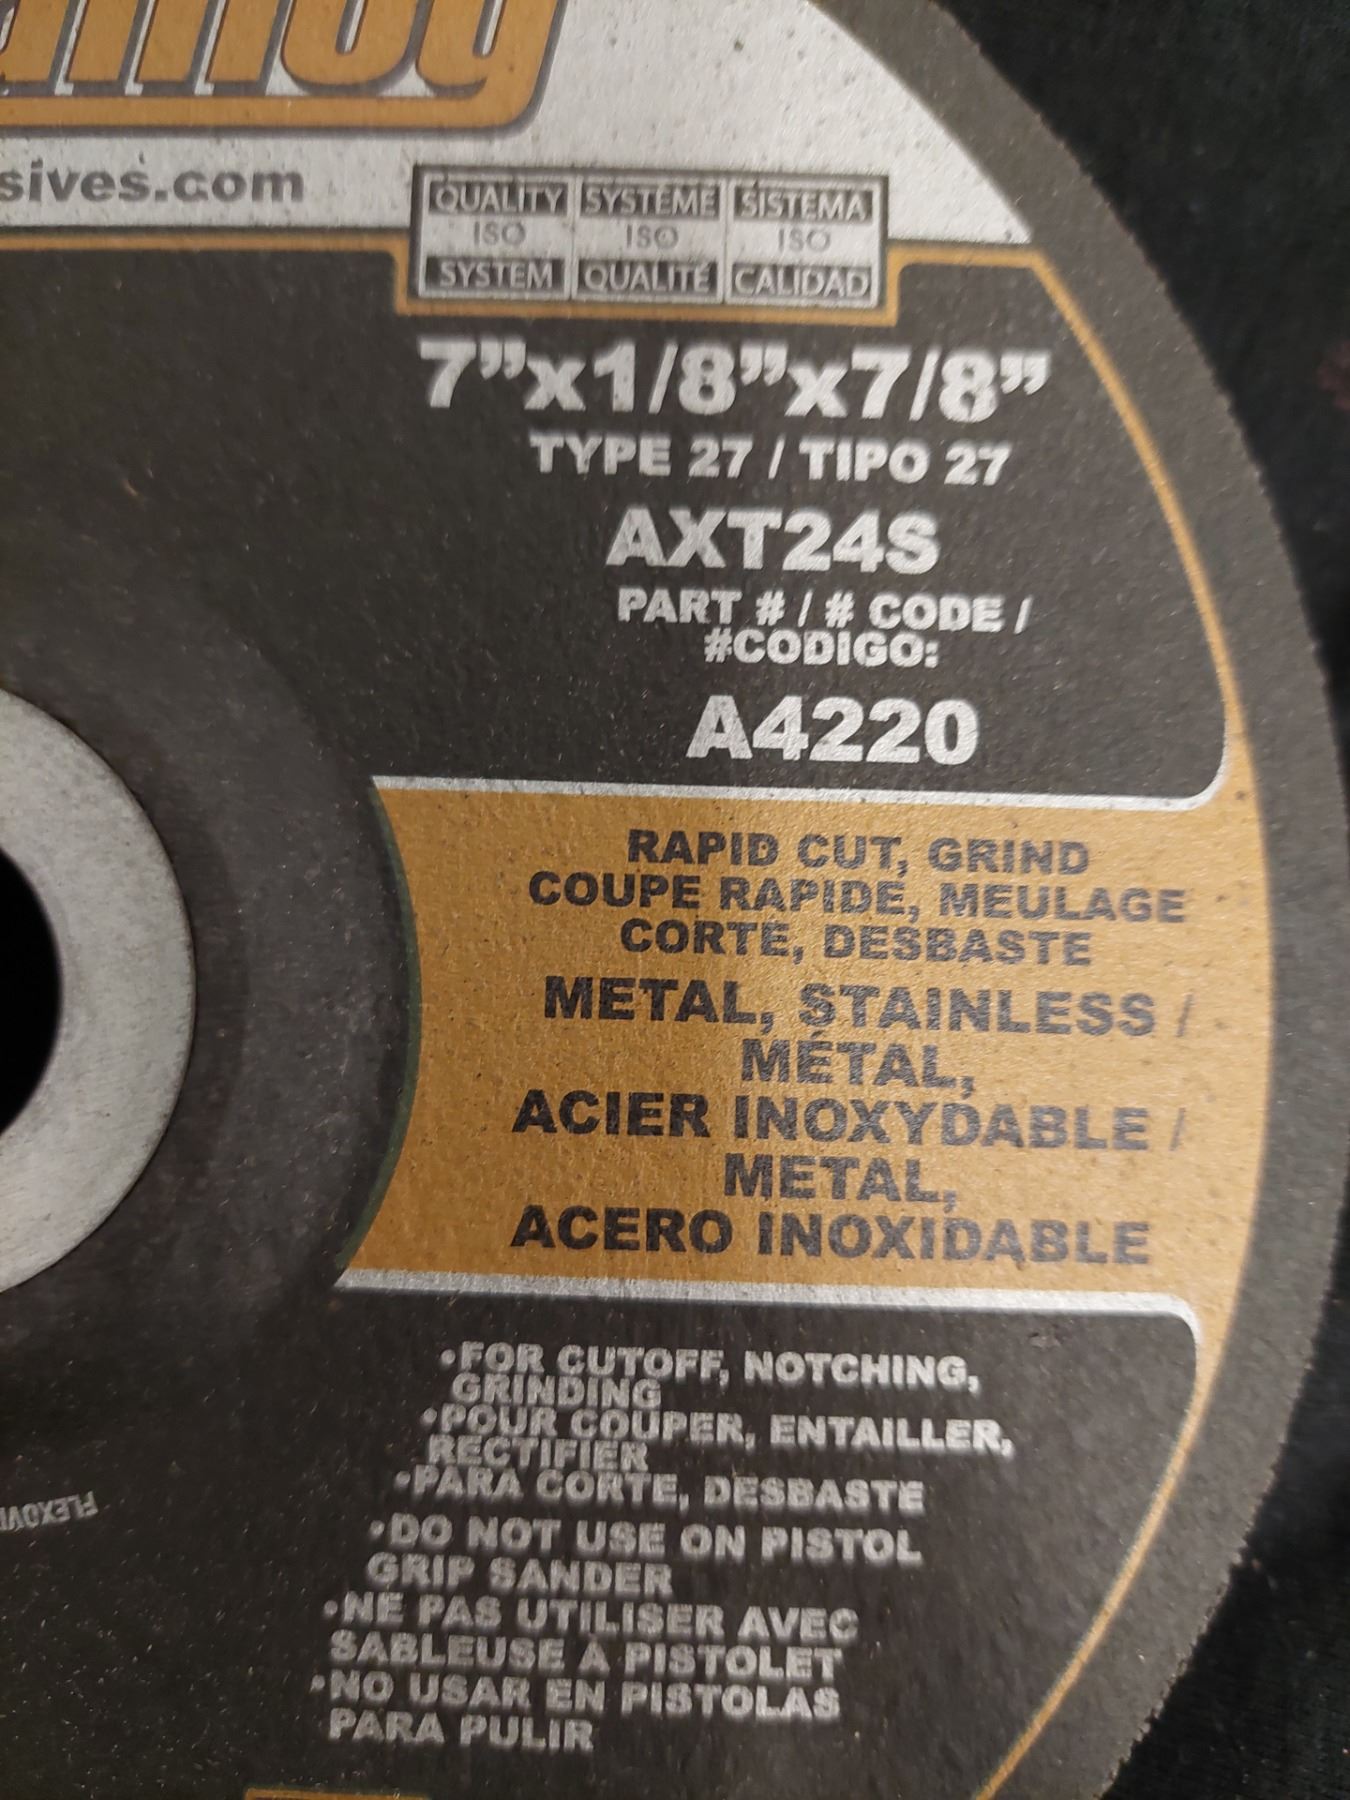 sives.com
QUALITY SYSTÈME SISTEMA
ISO ISO ISO
SYSTEM QUALITÉ CALIDAD
7”x1/8”x7/8”
TYPE 27 / TIPO 27
AXT24S
PART # / # CODE /
#CODIGO:
A4220
RAPID CUT, GRIND
COUPE RAPIDE, MEULAGE
CORTE, DESBASTE
METAL, STAINLESS /
MÉTAL,
ACIER INOXYDABLE /
METAL,
ACERO INOXIDABLE
•FOR CUTOFF, NOTCHING,
GRINDING
•POUR COUPER, ENTAILLER,
RECTIFIER
•PARA CORTE, DESBASTE
•DO NOT USE ON PISTOL
GRIP SANDER
•NE PAS UTILISER AVEC
SABLEUSE À PISTOLET
•NO USAR EN PISTOLAS
PARA PULIR